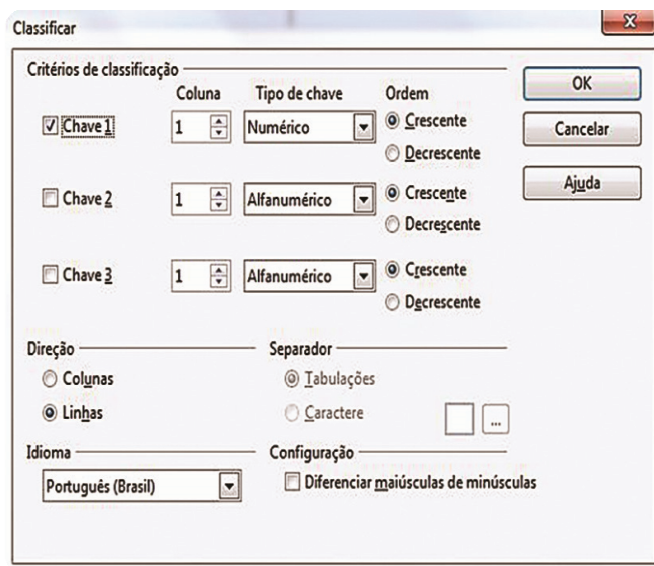 Classificar
X
Critérios de classificação
Coluna Tipo de chave Ordem
Chave 1 1 Numérico Crescente
Decrescente
Chave 2 1 Alfanumérico Crescente
Decrescente
Chave 3 1 Alfanumérico Crescente
Decrescente
OK
Cancelar
Ajuda
Direção
Colunas
Linhas
Separador
Tabulações
Caractere ...
Idioma
Português (Brasil)
Configuração
Diferenciar maiúsculas de minúsculas